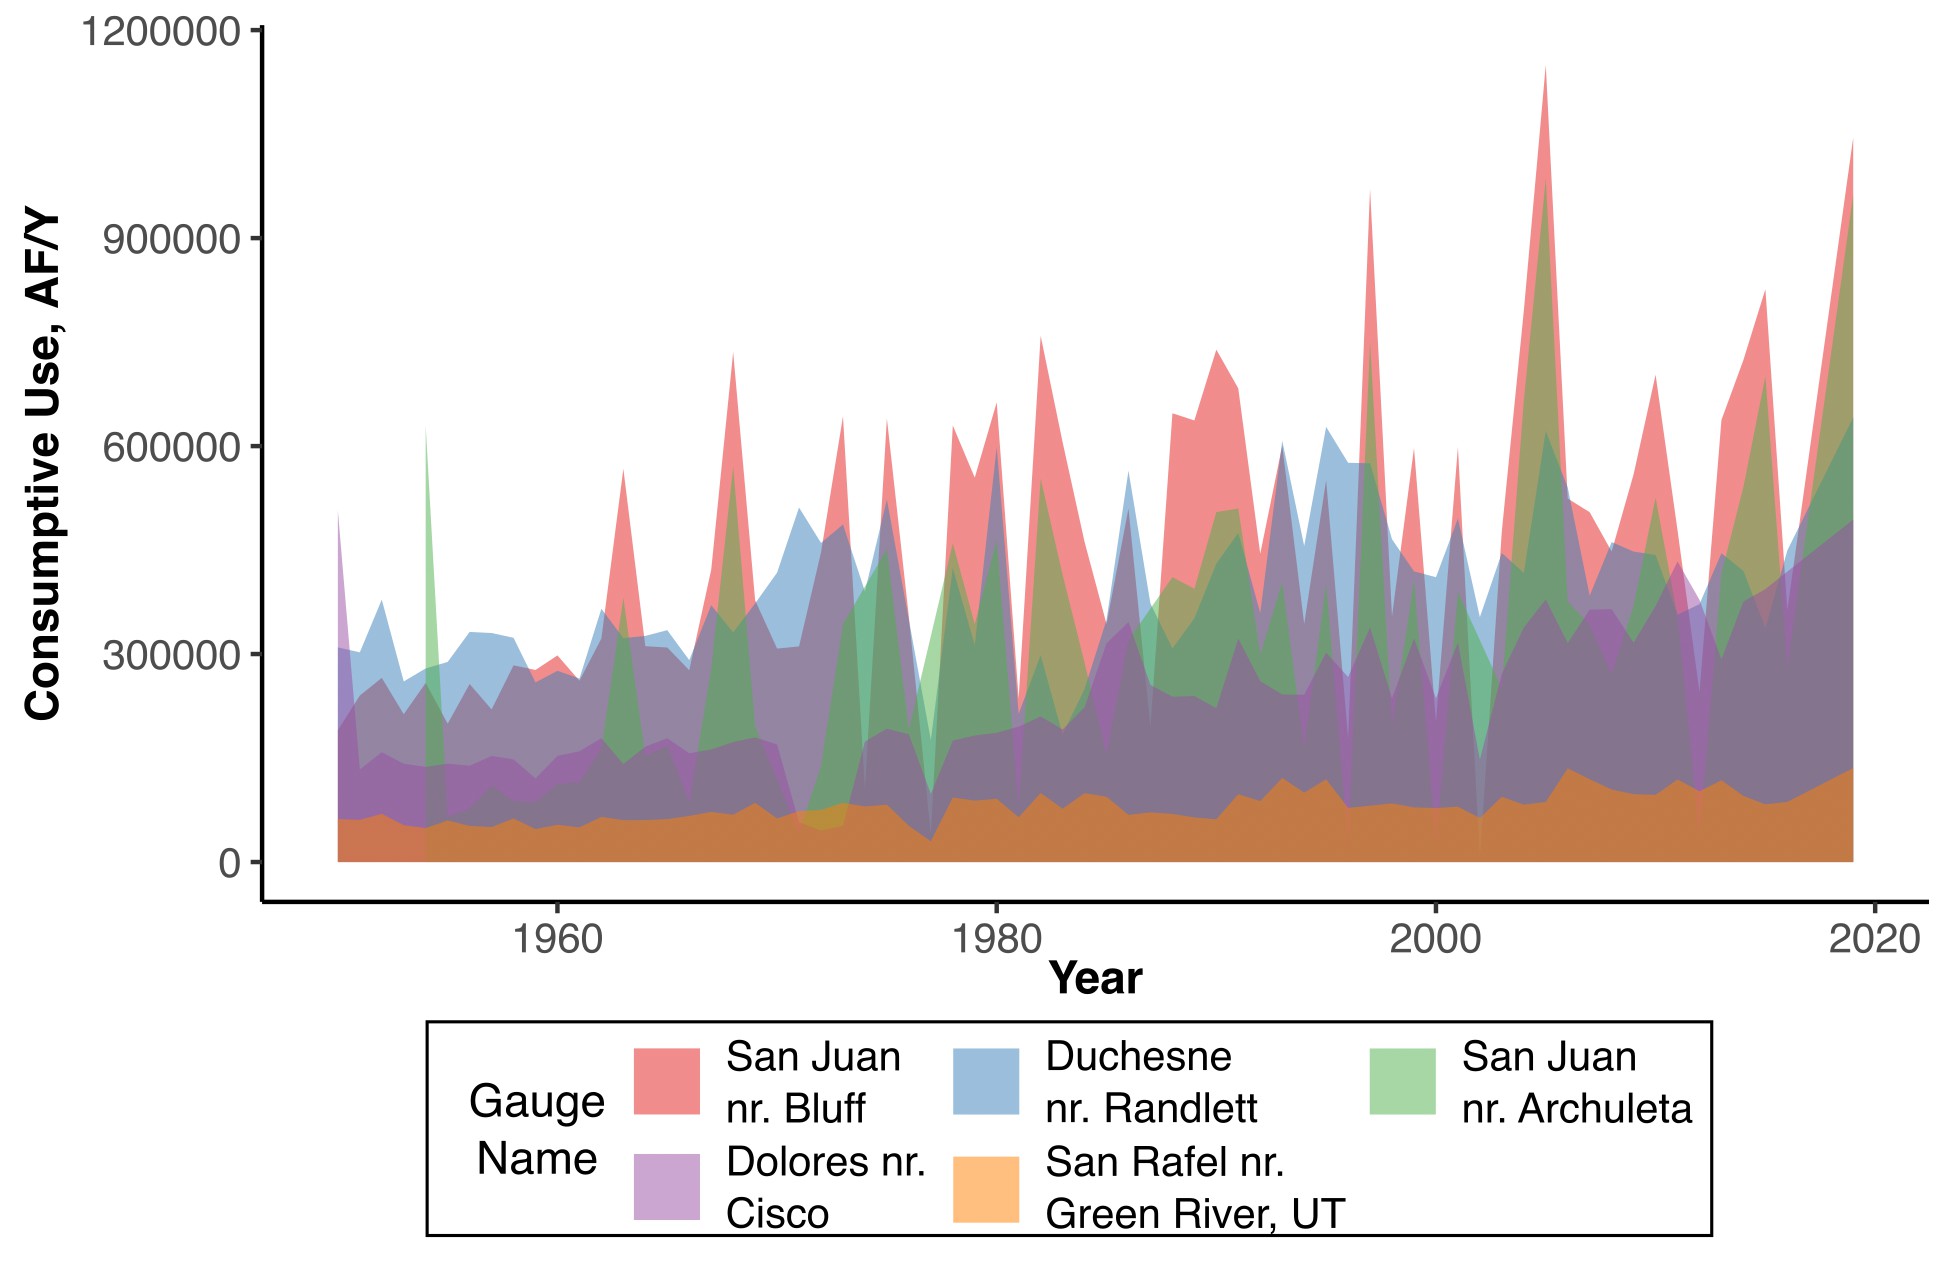 1200000
900000
600000
300000
0
Consumptive Use, AF/Y
1960
1980
2000
2020
Year
Gauge
Name
San Juan
nr. Bluff
Duchesne
nr. Randlett
San Juan
nr. Archuleta
Dolores nr.
Cisco
San Rafel nr.
Green River, UT